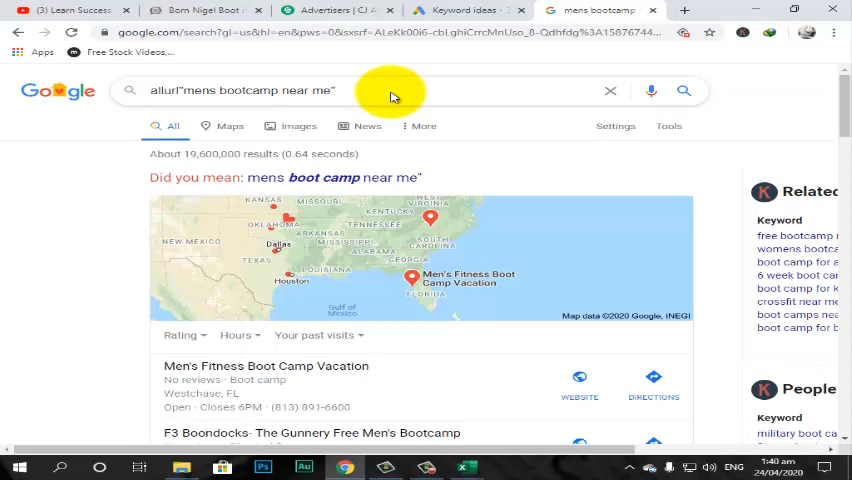 (3) Learn Success
Born Nigel Boot i
Advertisers | CJ A
Keyword ideas - 
mens bootcamp
google.com/search?gl=us&hl=en&pws=0&sxsrf=ALeKk00i6-cbLghiCrrcMnUso_8-Qdhfdg%3A15876744...
Apps
Free Stock Videos,...
Google
allurl"mens bootcamp near me"
All
Maps
Images
News
More
Settings
Tools
About 19,600,000 results (0.64 seconds)
Did you mean: mens boot camp near me"
KANSAS
MISSOURI
WEST VIRGINIA
VIRGINIA
KENTUCKY
OKLAHOMA
TENNESSEE
NEW MEXICO
ARKANSAS
MISSISSIPPI
SOUTH CAROLINA
Dallas
ALABAMA
TEXAS
GEORGIA
LOUISIANA
Houston
Men's Fitness Boot Camp Vacation
FLORIDA
Gulf of Mexico
Map data ©2020 Google, INEGI
Rating
Hours
Your past visits
Men's Fitness Boot Camp Vacation
No reviews · Boot camp
Westchase, FL
Open · Closes 6PM · (813) 891-6600
WEBSITE
DIRECTIONS
F3 Boondocks- The Gunnery Free Men's Bootcamp
K
Related
Keyword
free bootcamp
womens bootca
boot camp for a
6 week boot can
boot camp for k
crossfit near me
boot camps nea
boot camp for b
K
People
Keyword
military boot car
Ps
Au
ENG
1:40 am
24/04/2020